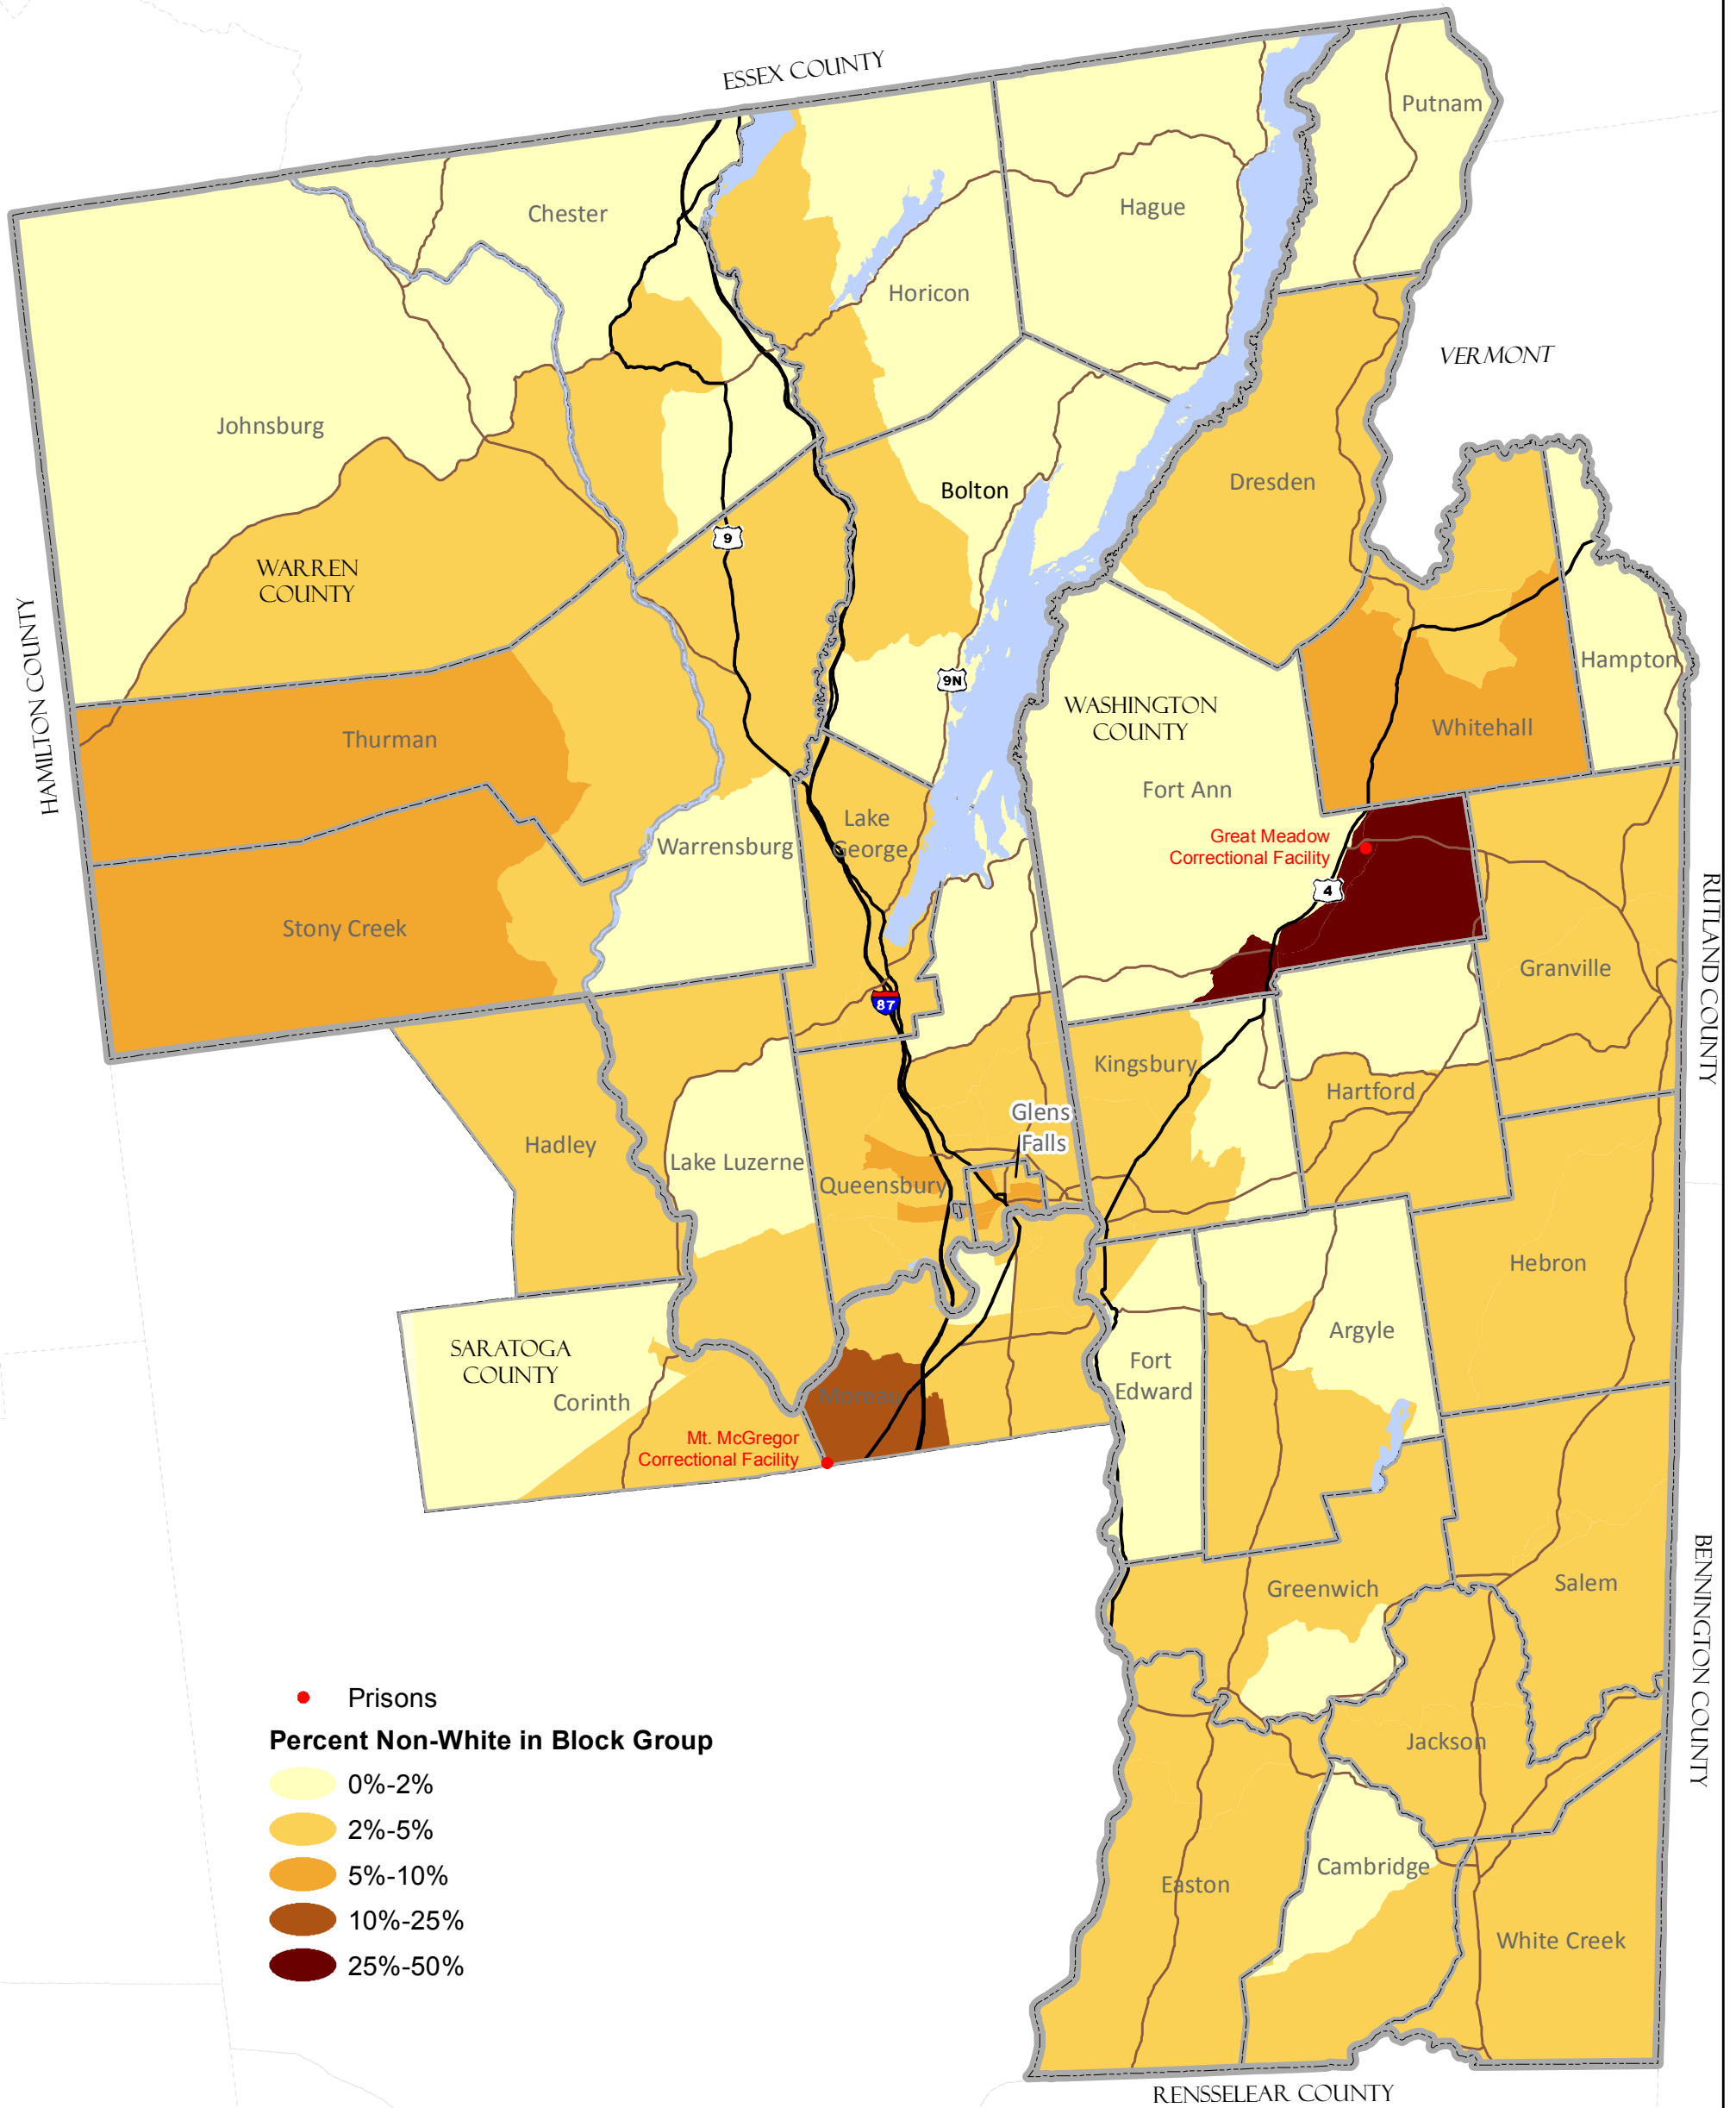 ESSEX COUNTY
Putnam
Chester
Hague
Horicon
VERMONT
Johnsburg
Dresden
Bolton
9
WARREN
COUNTY
HAMILTON COUNTY
Hampton
9N
WASHINGTON
COUNTY
Whitehall
Thurman
Fort Ann
Lake
George
Great Meadow
Correctional Facility
Warrensburg
4
RUTLAND COUNTY
Stony Creek
Granville
87
Kingsbury
Hartford
Glens
Falls
Hadley
Lake Luzerne
Queensbury
Hebron
Argyle
SARATOGA
COUNTY
Fort
Edward
Corinth
Moreau
Mt. McGregor
Correctional Facility
Greenwich
Salem
BENNINGTON COUNTY
Prisons
Percent Non-White in Block Group
0%-2%
2%-5%
5%-10%
10%-25%
25%-50%
Jackson
Cambridge
Easton
White Creek
RENSSELEAR COUNTY